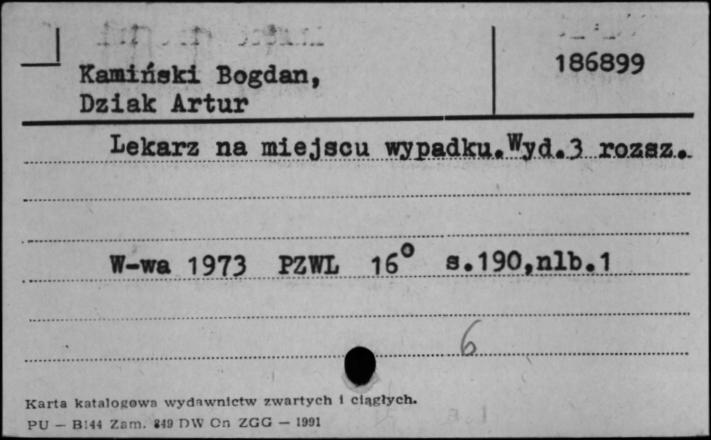 Kamiński Bogdan,
Dziak Artur
186899
Lekarz na miejscu wypadku.Wyd.3 rozsz.
W-wa 1973 PZWL 16° s.190,nlb.1
6
Karta katalogowa wydawnictw zwartych i ciągłych.
PU — B144 Zam. 849 DW Cn ZGG — 1991